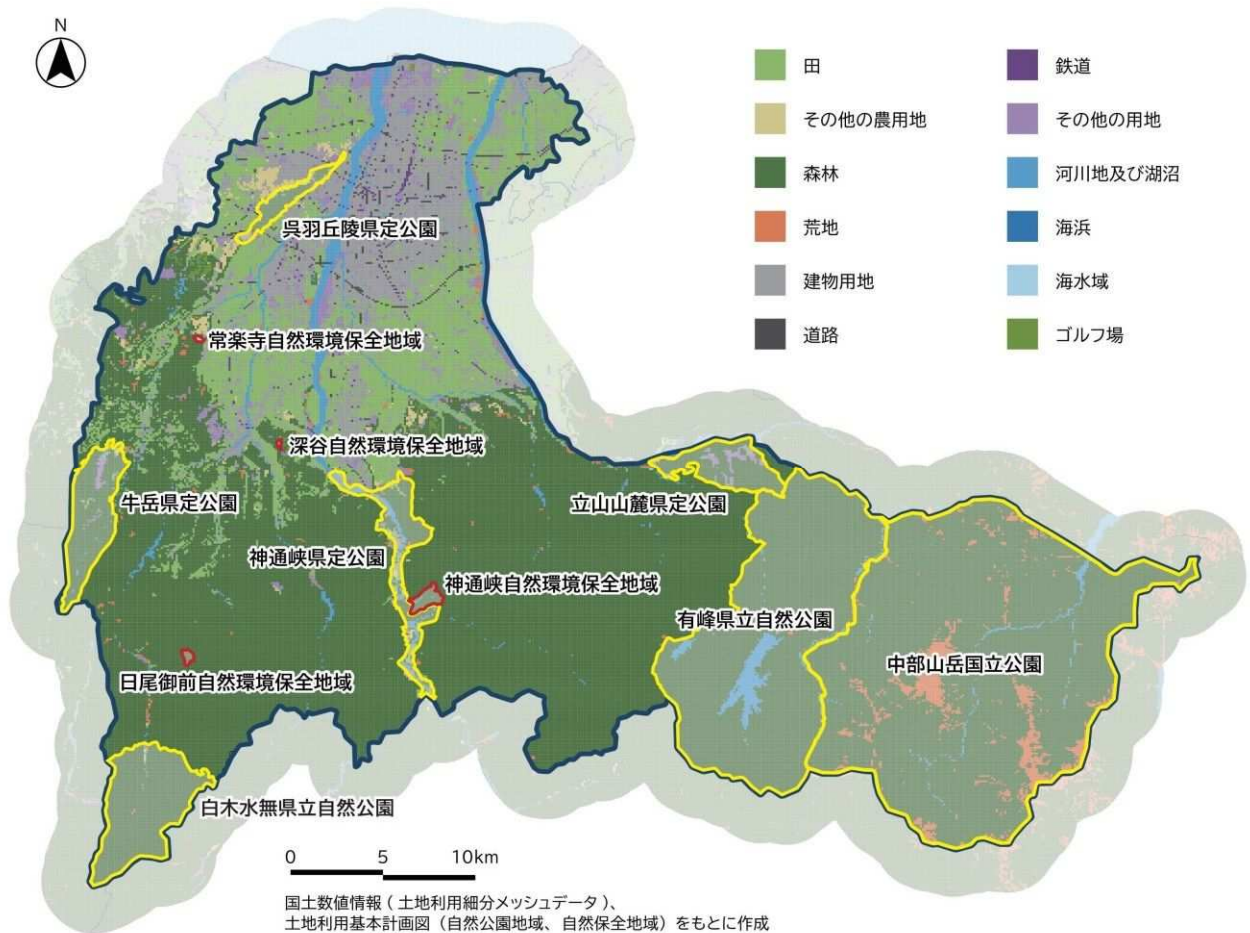 N
田
その他の農用地
森林
荒地
建物用地
道路
鉄道
その他の用地
河川地及び湖沼
海浜
海水域
ゴルフ場
呉羽丘陵県定公園
常楽寺自然環境保全地域
深谷自然環境保全地域
牛岳県定公園
立山山麓県定公園
神通峡県定公園
神通峡自然環境保全地域
有峰県立自然公園
中部山岳国立公園
日尾御前自然環境保全地域
白木水無県立自然公園
0 5 10km
国土数値情報(土地利用細分メッシュデータ)、
土地利用基本計画図(自然公園地域、自然保全地域)をもとに作成